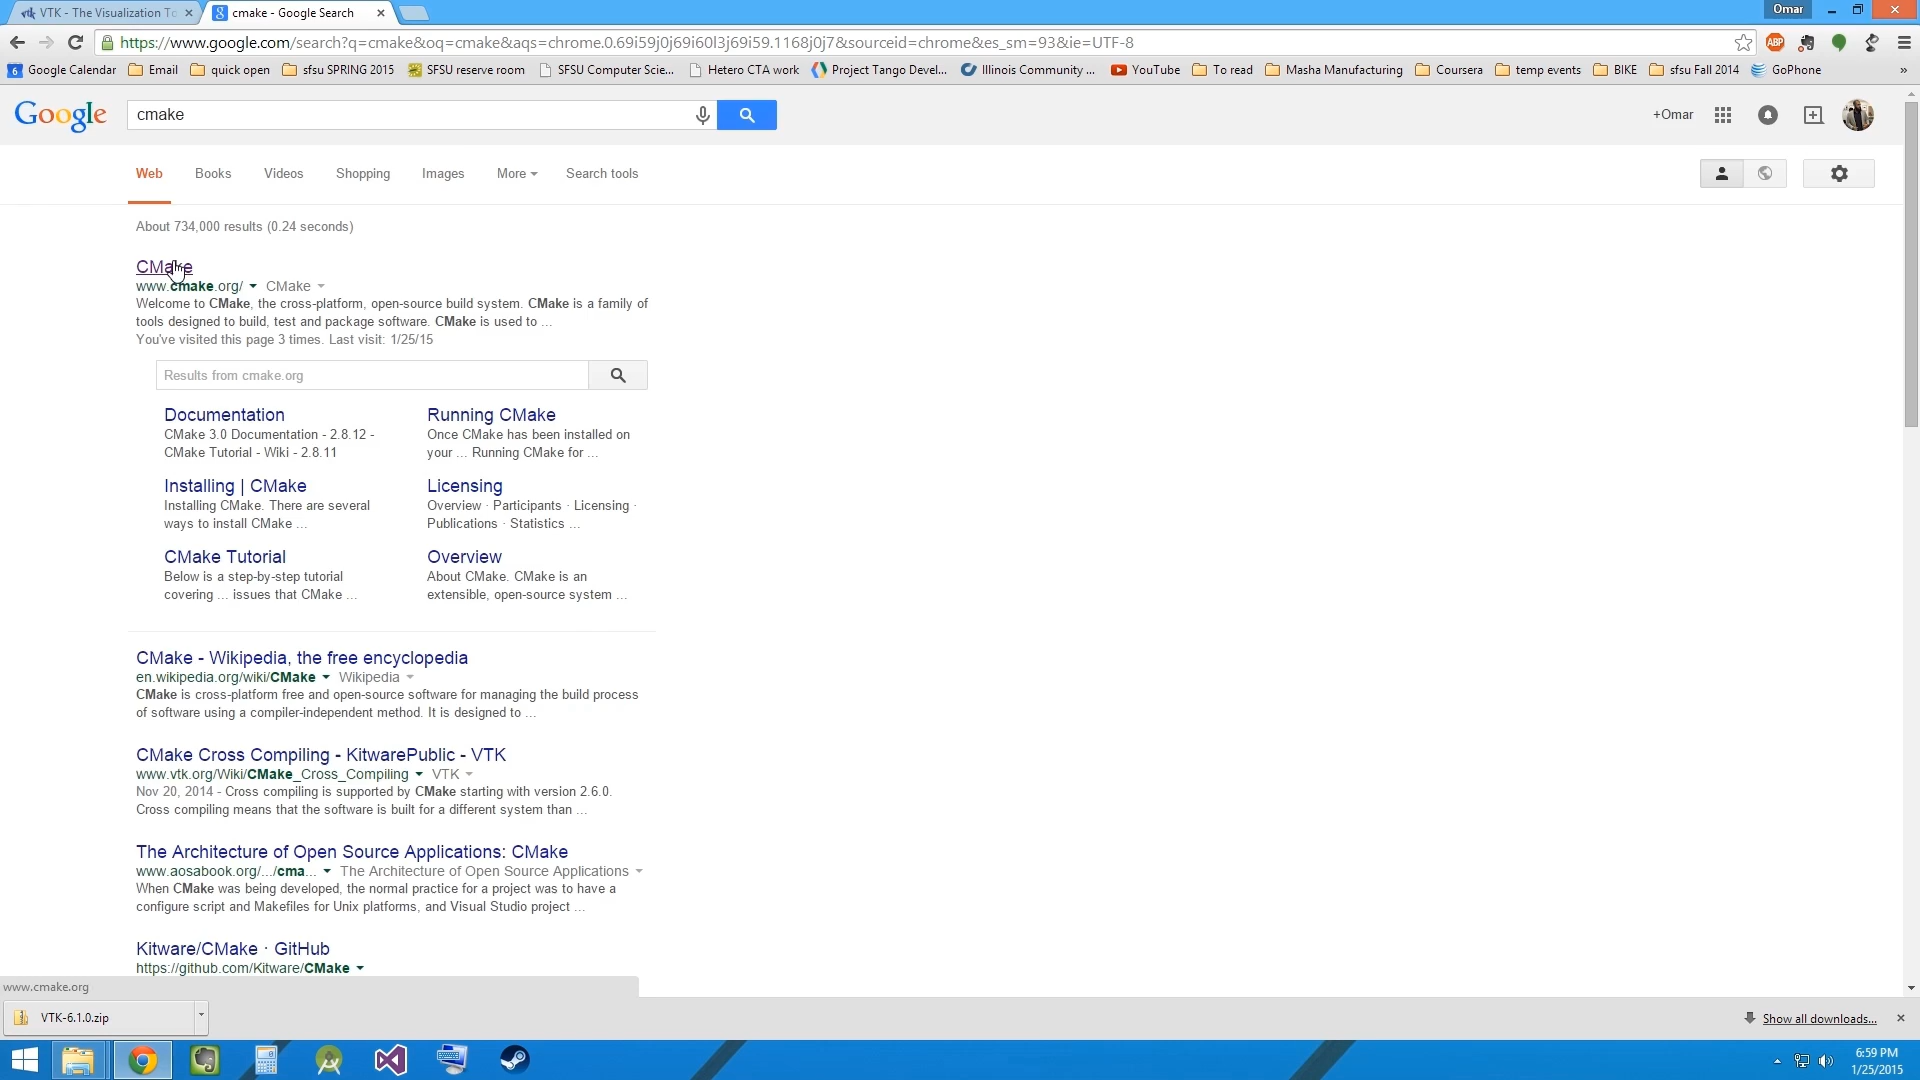 VTK - The Visualization To
cmake - Google Search
Omar
https://www.google.com/search?q=cmake&oq=cmake&aqs=chrome.0.69i59j0j69i60l3j69i59.1168j0j7&sourceid=chrome&es_sm=93&ie=UTF-8
ABP
6 Google Calendar Email quick open sfsu SPRING 2015 SFSU reserve room SFSU Computer Scie... Hetero CTA work Project Tango Devel... Illinois Community ... YouTube To read Masha Manufacturing Coursera temp events BIKE sfsu Fall 2014 GoPhone »
Google cmake +Omar
Web Books Videos Shopping Images More Search tools
About 734,000 results (0.24 seconds)
CMake
www.cmake.org/ CMake
Welcome to CMake, the cross-platform, open-source build system. CMake is a family of
tools designed to build, test and package software. CMake is used to ...
You've visited this page 3 times. Last visit: 1/25/15
Results from cmake.org
Documentation
CMake 3.0 Documentation - 2.8.12 -
CMake Tutorial - Wiki - 2.8.11
Running CMake
Once CMake has been installed on
your ... Running CMake for ...
Installing | CMake
Installing CMake. There are several
ways to install CMake ...
Licensing
Overview · Participants · Licensing ·
Publications · Statistics ...
CMake Tutorial
Below is a step-by-step tutorial
covering ... issues that CMake ...
Overview
About CMake. CMake is an
extensible, open-source system ...
CMake - Wikipedia, the free encyclopedia
en.wikipedia.org/wiki/CMake Wikipedia
CMake is cross-platform free and open-source software for managing the build process
of software using a compiler-independent method. It is designed to ...
CMake Cross Compiling - KitwarePublic - VTK
www.vtk.org/Wiki/CMake_Cross_Compiling VTK
Nov 20, 2014 - Cross compiling is supported by CMake starting with version 2.6.0.
Cross compiling means that the software is built for a different system than ...
The Architecture of Open Source Applications: CMake
www.aosabook.org/.../cma... The Architecture of Open Source Applications
When CMake was being developed, the normal practice for a project was to have a
configure script and Makefiles for Unix platforms, and Visual Studio project ...
Kitware/CMake · GitHub
https://github.com/Kitware/CMake
www.cmake.org
VTK-6.1.0.zip
Show all downloads...
6:59 PM
1/25/2015